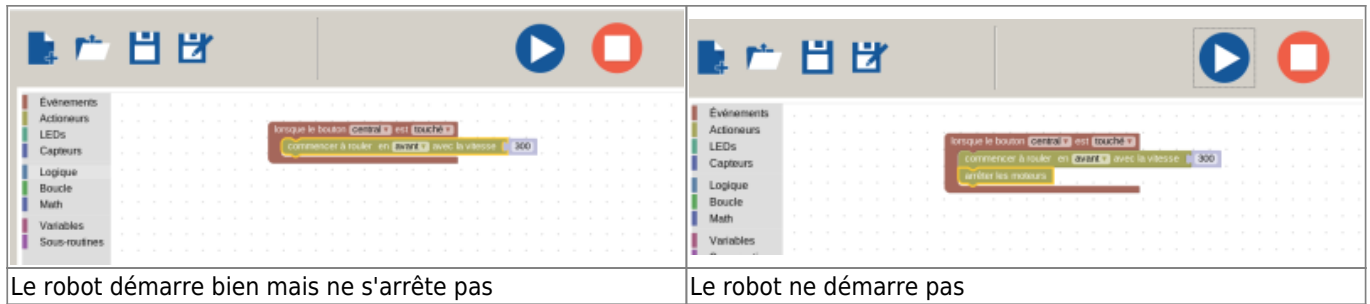 Événements
Actioneurs
LEDs
Capteurs
Logique
Boucle
Math
Variables
Sous-routines
lorsque le bouton central est touché
commencer à rouler en avant avec la vitesse 300
Le robot démarre bien mais ne s'arrête pas
Événements
Actioneurs
LEDs
Capteurs
Logique
Boucle
Math
Variables
lorsque le bouton central est touché
commencer à rouler en avant avec la vitesse 300
arrêter les moteurs
Le robot ne démarre pas